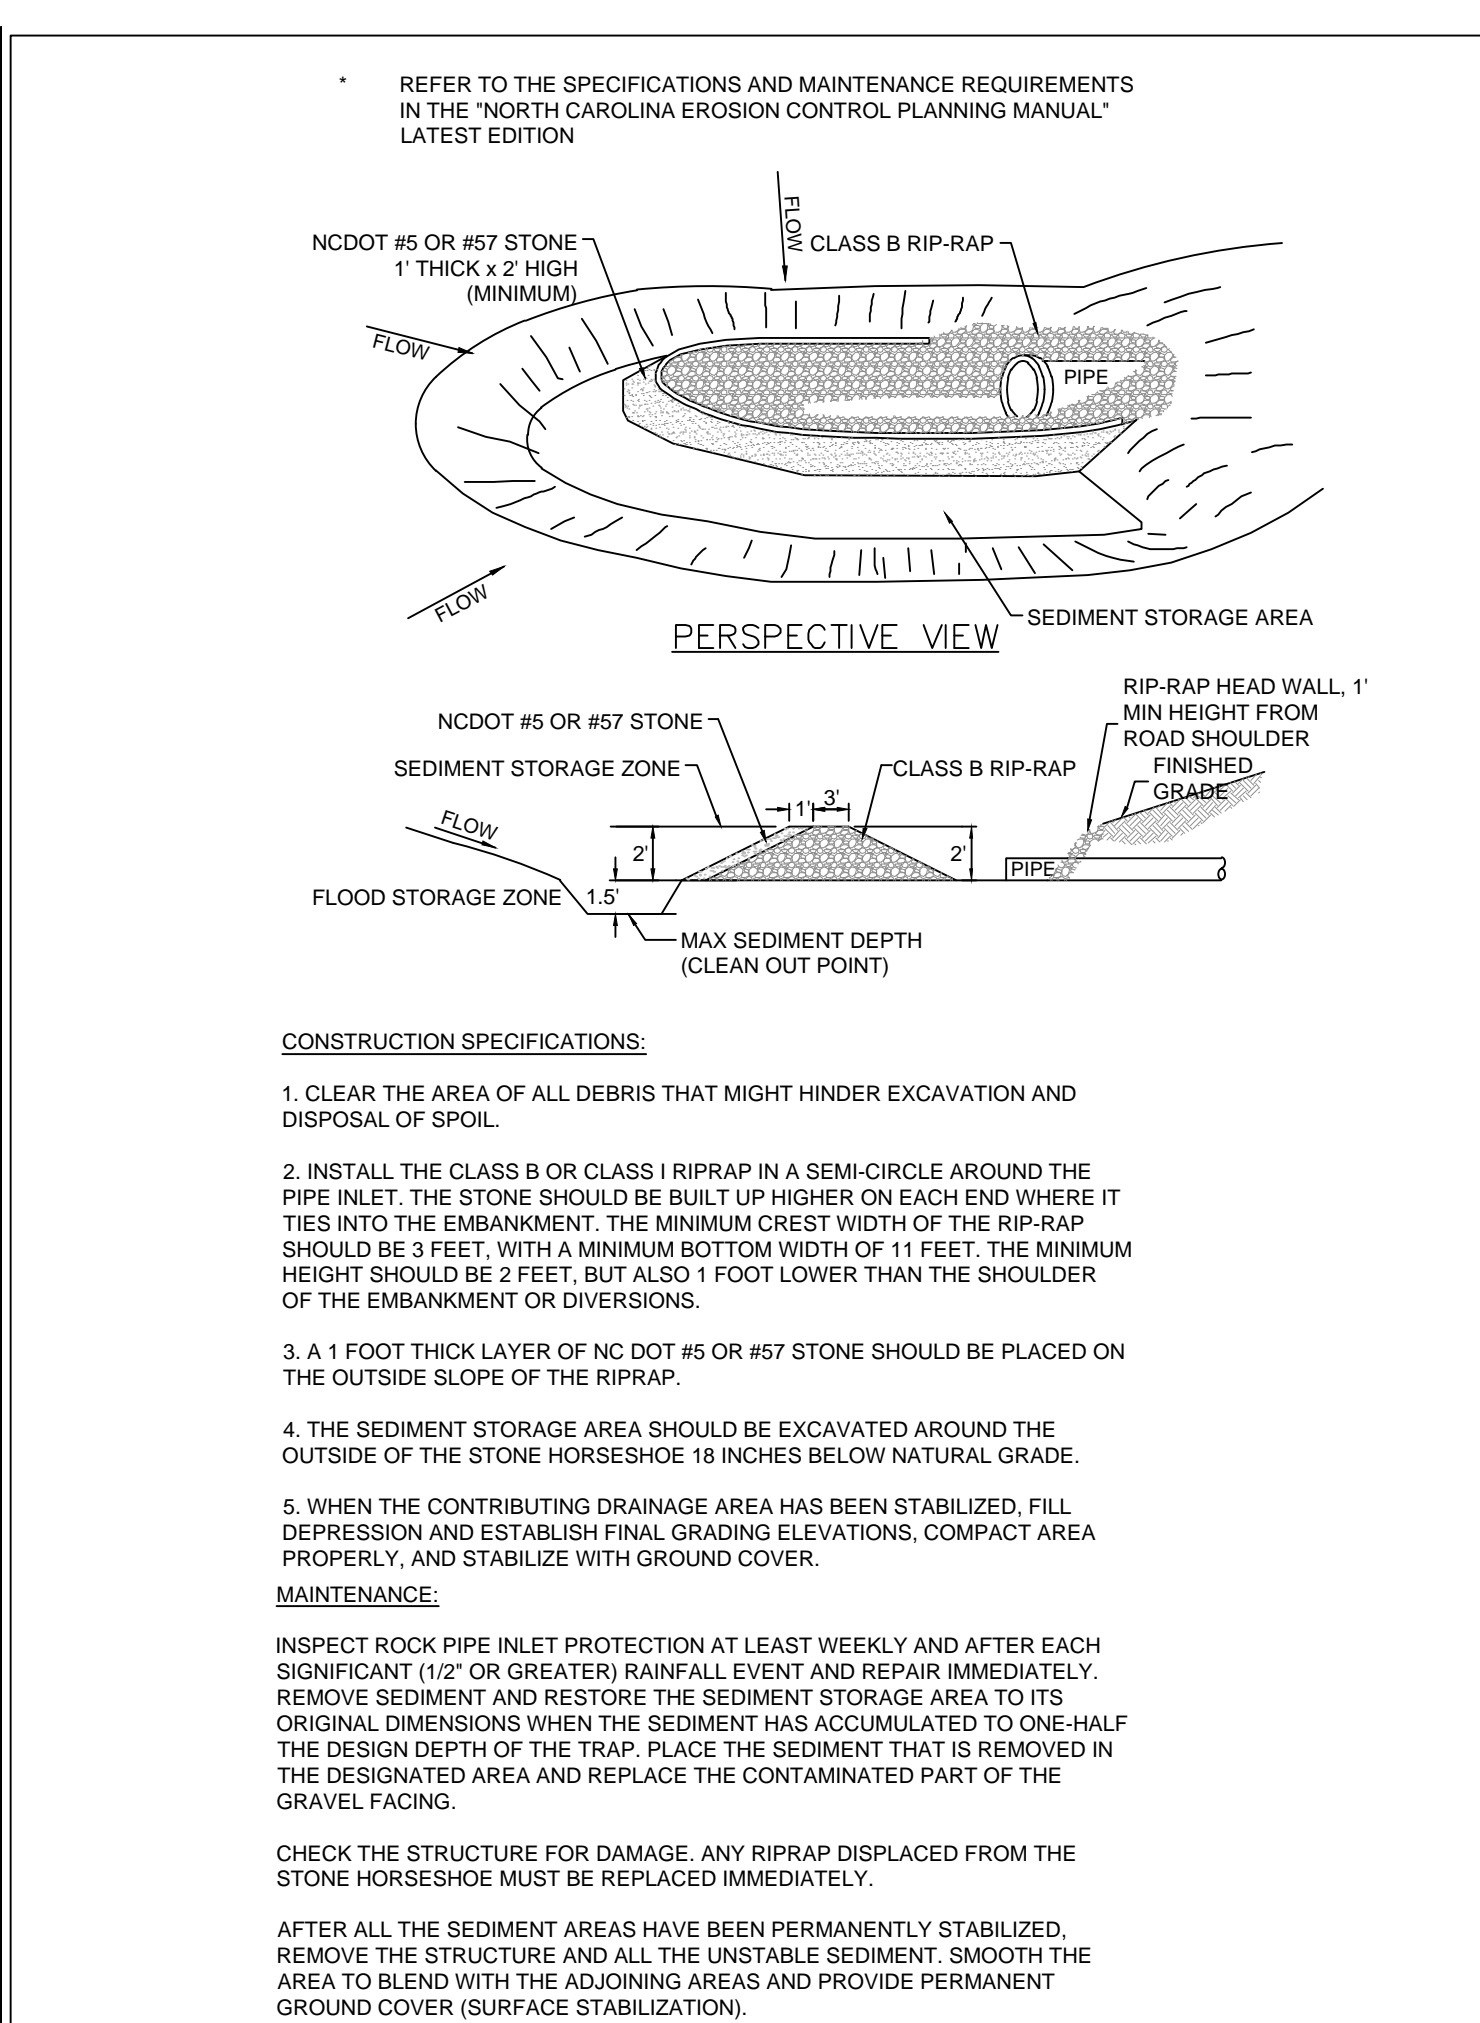 * REFER TO THE SPECIFICATIONS AND MAINTENANCE REQUIREMENTS
IN THE "NORTH CAROLINA EROSION CONTROL PLANNING MANUAL"
LATEST EDITION
FLOW
NCDOT #5 OR #57 STONE
1' THICK x 2' HIGH
(MINIMUM)
CLASS B RIP-RAP
FLOW
PIPE
FLOW
SEDIMENT STORAGE AREA
PERSPECTIVE VIEW
RIP-RAP HEAD WALL, 1'
MIN HEIGHT FROM
ROAD SHOULDER
FINISHED
GRADE
NCDOT #5 OR #57 STONE
SEDIMENT STORAGE ZONE
CLASS B RIP-RAP
1' 3'
FLOW
2'
2'
PIPE
FLOOD STORAGE ZONE
1.5'
MAX SEDIMENT DEPTH
(CLEAN OUT POINT)
CONSTRUCTION SPECIFICATIONS:
1. CLEAR THE AREA OF ALL DEBRIS THAT MIGHT HINDER EXCAVATION AND
DISPOSAL OF SPOIL.
2. INSTALL THE CLASS B OR CLASS I RIPRAP IN A SEMI-CIRCLE AROUND THE
PIPE INLET. THE STONE SHOULD BE BUILT UP HIGHER ON EACH END WHERE IT
TIES INTO THE EMBANKMENT. THE MINIMUM CREST WIDTH OF THE RIP-RAP
SHOULD BE 3 FEET, WITH A MINIMUM BOTTOM WIDTH OF 11 FEET. THE MINIMUM
HEIGHT SHOULD BE 2 FEET, BUT ALSO 1 FOOT LOWER THAN THE SHOULDER
OF THE EMBANKMENT OR DIVERSIONS.
3. A 1 FOOT THICK LAYER OF NC DOT #5 OR #57 STONE SHOULD BE PLACED ON
THE OUTSIDE SLOPE OF THE RIPRAP.
4. THE SEDIMENT STORAGE AREA SHOULD BE EXCAVATED AROUND THE
OUTSIDE OF THE STONE HORSESHOE 18 INCHES BELOW NATURAL GRADE.
5. WHEN THE CONTRIBUTING DRAINAGE AREA HAS BEEN STABILIZED, FILL
DEPRESSION AND ESTABLISH FINAL GRADING ELEVATIONS, COMPACT AREA
PROPERLY, AND STABILIZE WITH GROUND COVER.
MAINTENANCE:
INSPECT ROCK PIPE INLET PROTECTION AT LEAST WEEKLY AND AFTER EACH
SIGNIFICANT (1/2" OR GREATER) RAINFALL EVENT AND REPAIR IMMEDIATELY.
REMOVE SEDIMENT AND RESTORE THE SEDIMENT STORAGE AREA TO ITS
ORIGINAL DIMENSIONS WHEN THE SEDIMENT HAS ACCUMULATED TO ONE-HALF
THE DESIGN DEPTH OF THE TRAP. PLACE THE SEDIMENT THAT IS REMOVED IN
THE DESIGNATED AREA AND REPLACE THE CONTAMINATED PART OF THE
GRAVEL FACING.
CHECK THE STRUCTURE FOR DAMAGE. ANY RIPRAP DISPLACED FROM THE
STONE HORSESHOE MUST BE REPLACED IMMEDIATELY.
AFTER ALL THE SEDIMENT AREAS HAVE BEEN PERMANENTLY STABILIZED,
REMOVE THE STRUCTURE AND ALL THE UNSTABLE SEDIMENT. SMOOTH THE
AREA TO BLEND WITH THE ADJOINING AREAS AND PROVIDE PERMANENT
GROUND COVER (SURFACE STABILIZATION).